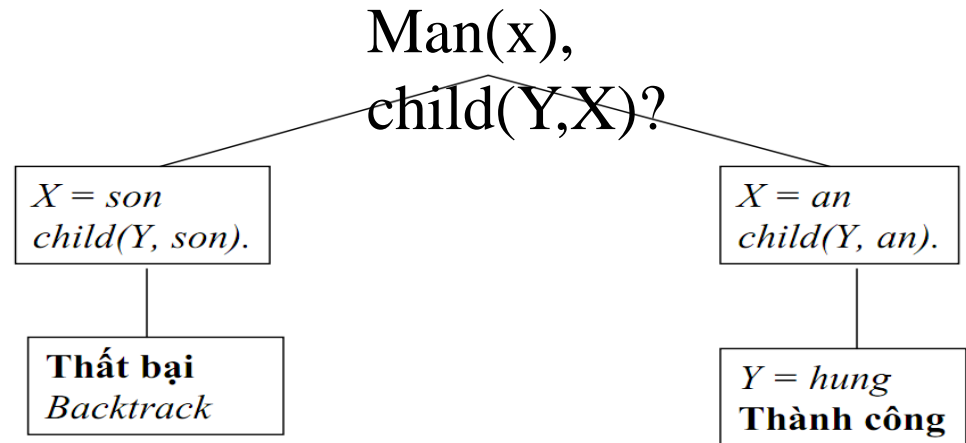 Man(x),
child(Y,X)?
X = son
child(Y, son).
X = an
child(Y, an).
Thất bại
Backtrack
Y = hung
Thành công